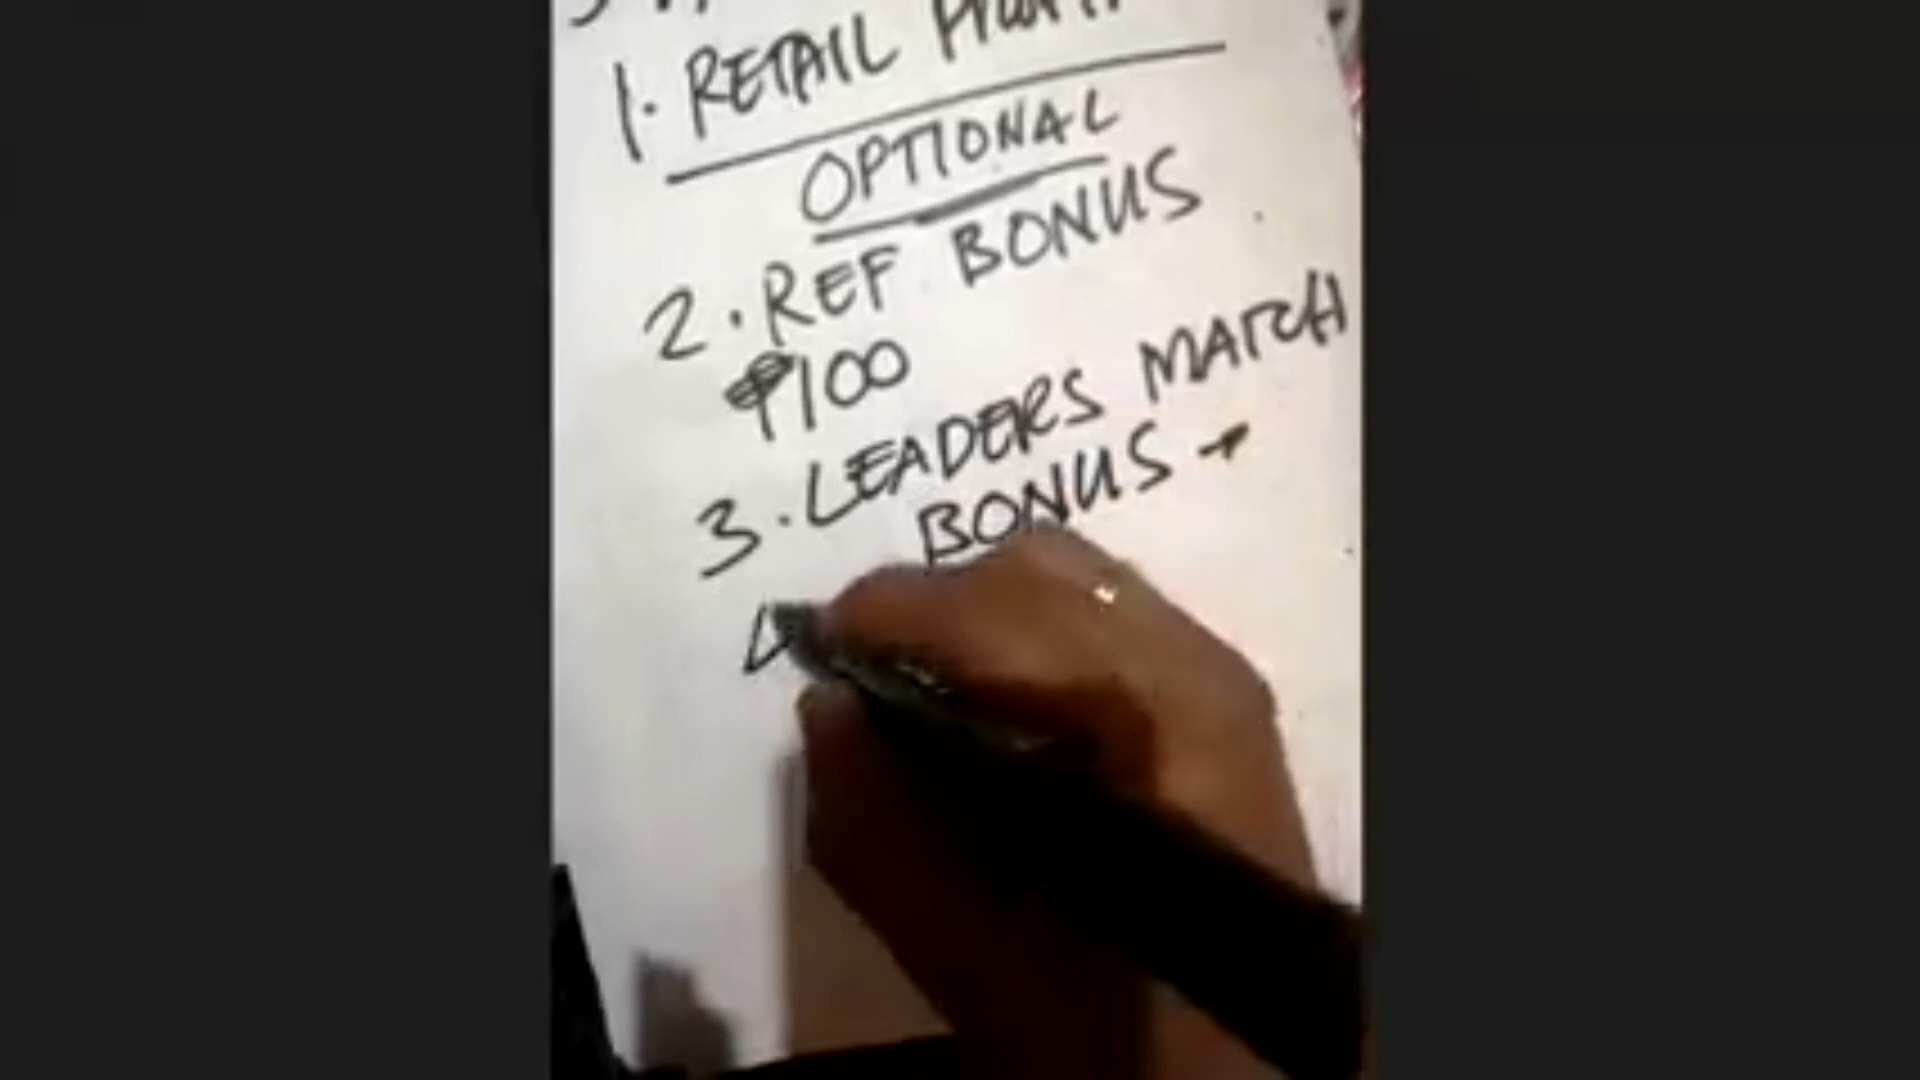 1. RETAIL
OPTIONAL
2. REF BONUS
₱100
3. LEADERS MATCH
BONUS -